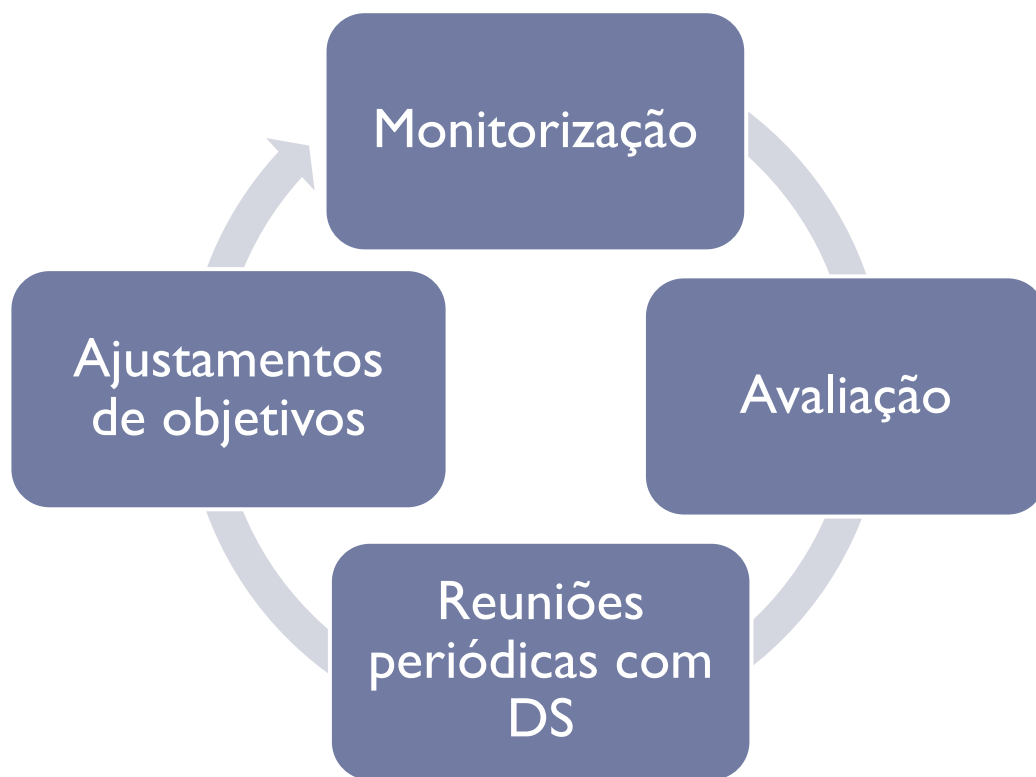 Monitorização
Avaliação
Reuniões
periódicas com
DS
Ajustamentos
de objetivos